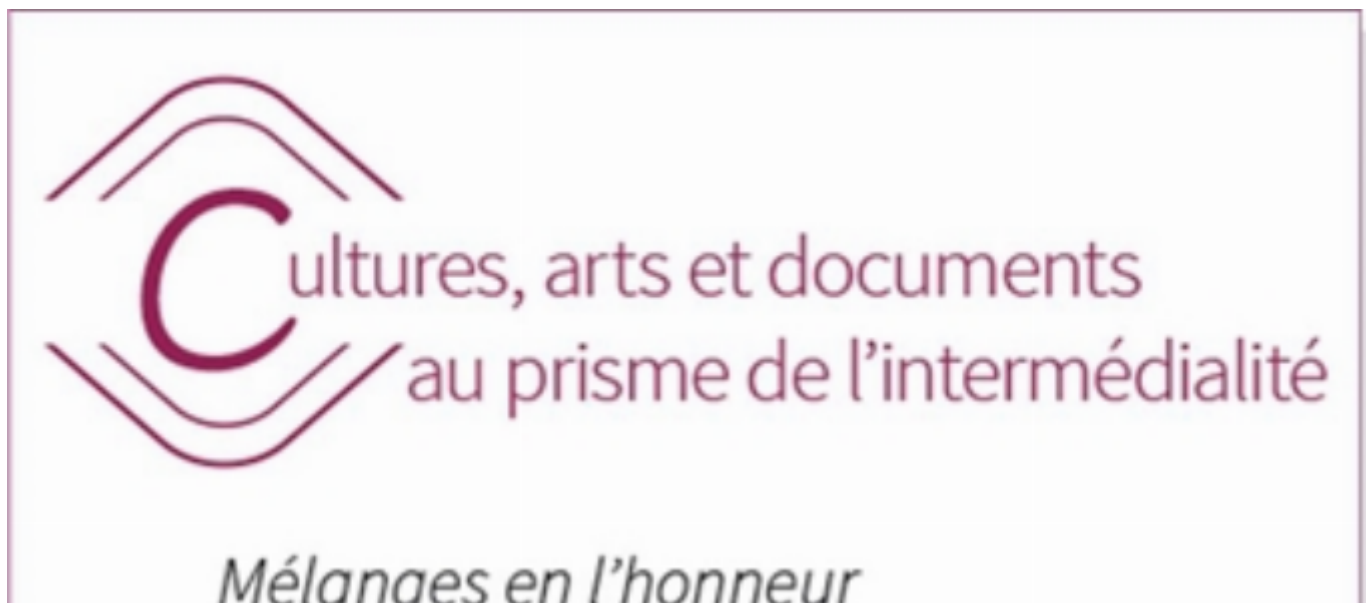 Cultures, arts et documents
au prisme de l’intermédialité
Mélanges en l’honneur